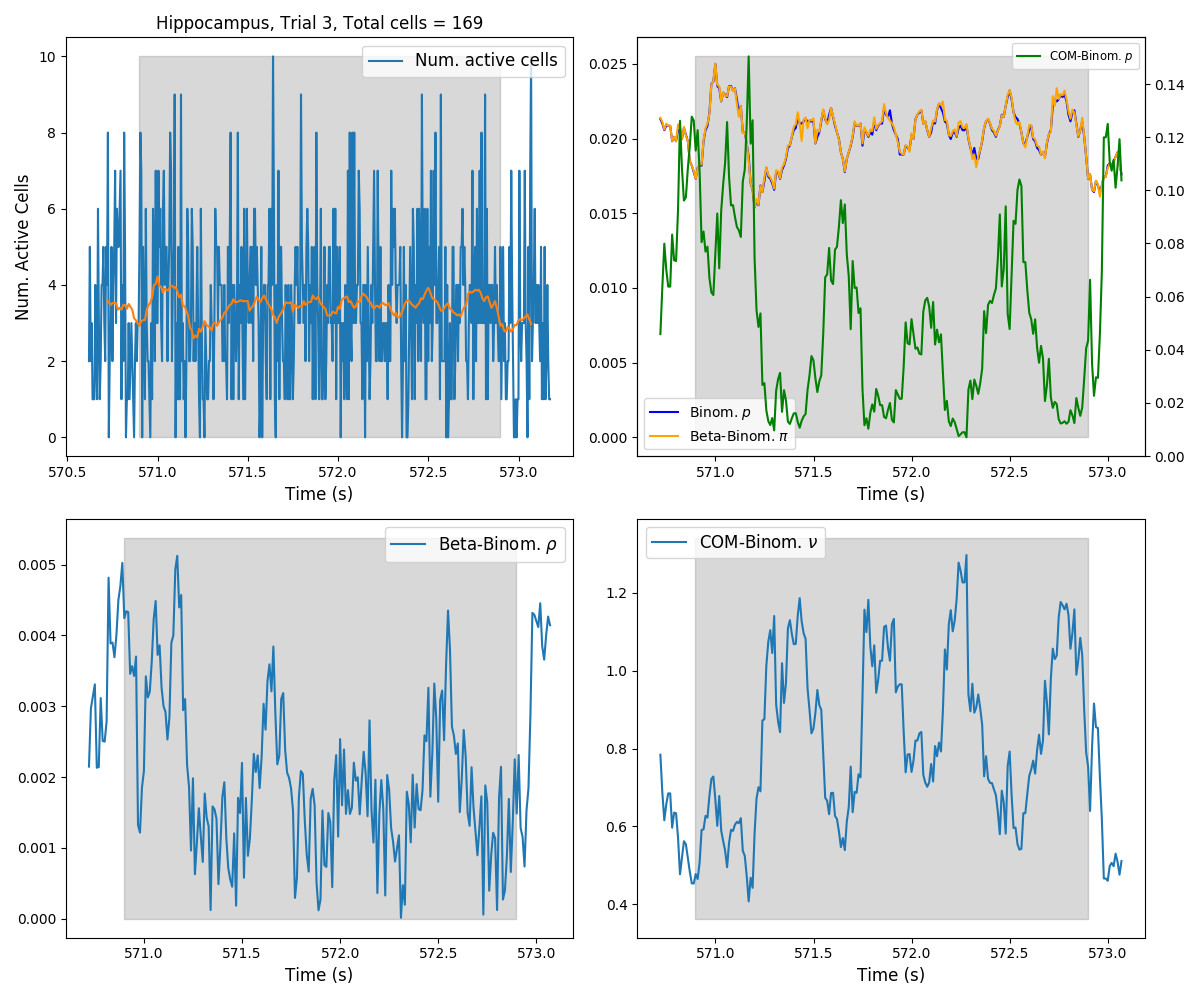 Hippocampus, Trial 3, Total cells = 169
Num. active cells
Num. Active Cells
10
8
6
4
2
0
570.5 571.0 571.5 572.0 572.5 573.0
Time (s)
COM-Binom. p
0.025
0.020
0.015
0.010
0.005
0.000
0.14
0.12
0.10
0.08
0.06
0.04
0.02
0.00
Binom. p
Beta-Binom. π
571.0 571.5 572.0 572.5 573.0
Time (s)
Beta-Binom. ρ
0.005
0.004
0.003
0.002
0.001
0.000
571.0 571.5 572.0 572.5 573.0
Time (s)
COM-Binom. ν
1.2
1.0
0.8
0.6
0.4
571.0 571.5 572.0 572.5 573.0
Time (s)